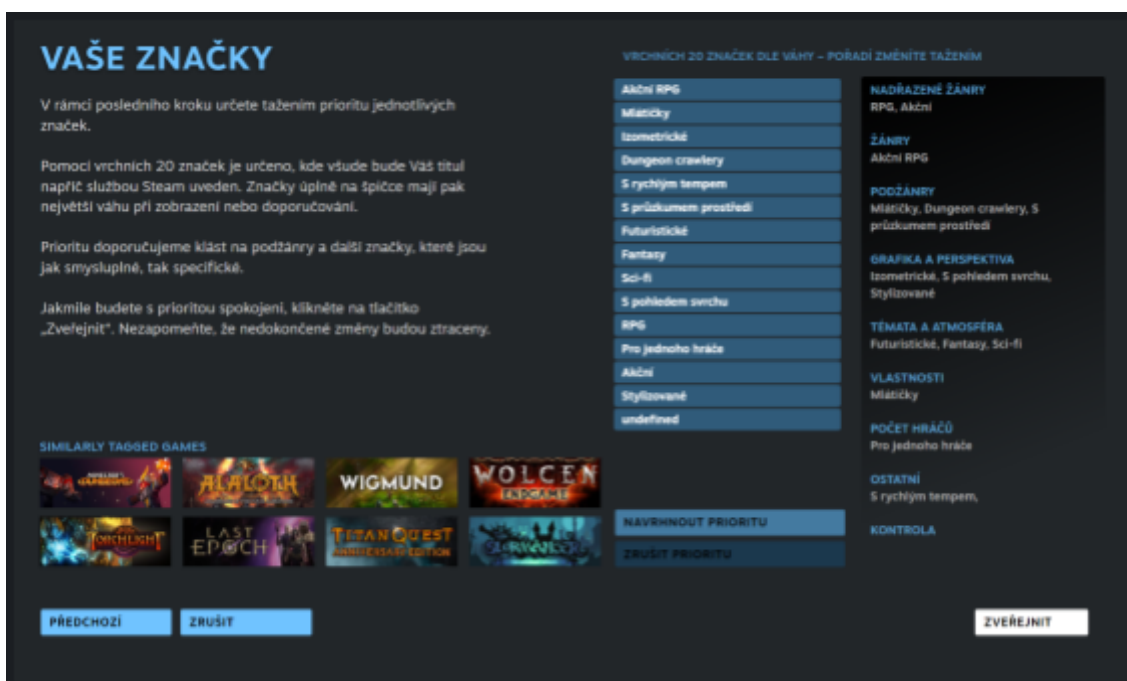 VAŠE ZNAČKY
V rámci posledního kroku určete tažením prioritu jednotlivých
značek.
Pomocí vrchních 20 značek je určeno, kde všude bude Váš titul
napříč službou Steam uveden. Značky úplně na špičce mají pak
největší váhu při zobrazení nebo doporučování.
Prioritu doporučujeme klást na podžánry a další značky, které jsou
jak smysluplné, tak specifické.
Jakmile budete s prioritou spokojeni, klikněte na tlačítko
„Zveřejnit“. Nezapomeňte, že nedokončené změny budou ztraceny.
SIMILARLY TAGGED GAMES
DUNGEONS
ALALOTH
WIGMUND
WOLCEN
ENDGAME
TORCHLIGHT
LAST
EPOCH
TITAN QUEST
ANNIVERSARY EDITION
PŘEDCHOZÍ
ZRUŠIT
VRCHNÍCH 20 ZNAČEK DLE VÁHY – POŘADÍ ZMĚNÍTE TAŽENÍM
Akční RPG
Mlátičky
Izometrické
Dungeon crawlery
S rychlým tempem
S průzkumem prostředí
Futuristické
Fantasy
Sci-fi
S pohledem svrchu
RPG
Pro jednoho hráče
Akční
Stylizované
undefined
NAVRHNOUT PRIORITU
ZRUŠIT PRIORITU
NADŘAZENÉ ŽÁNRY
RPG, Akční
ŽÁNRY
Akční RPG
PODŽÁNRY
Mlátičky, Dungeon crawlery, S
průzkumem prostředí
GRAFIKA A PERSPEKTIVA
Izometrické, S pohledem svrchu,
Stylizované
TÉMATA A ATMOSFÉRA
Futuristické, Fantasy, Sci-fi
VLASTNOSTI
Mlátičky
POČET HRÁČŮ
Pro jednoho hráče
OSTATNÍ
S rychlým tempem,
KONTROLA
ZVEŘEJNIT